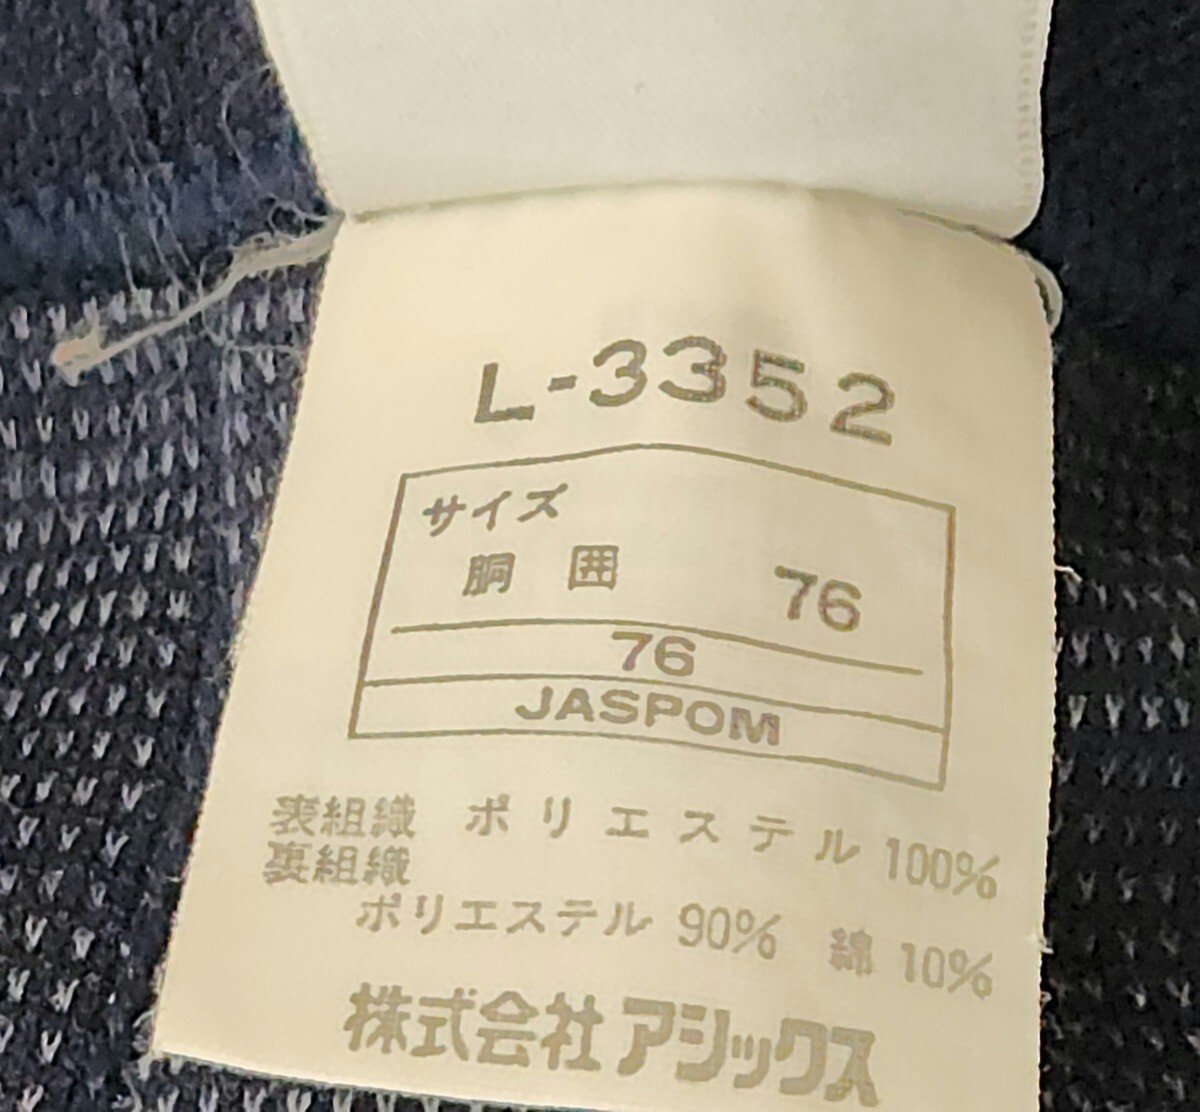 L-3352
サイズ
胴囲 76
76
JASPOM
表組織 ポリエステル 100%
裏組織
ポリエステル 90% 綿 10%
株式会社アシックス